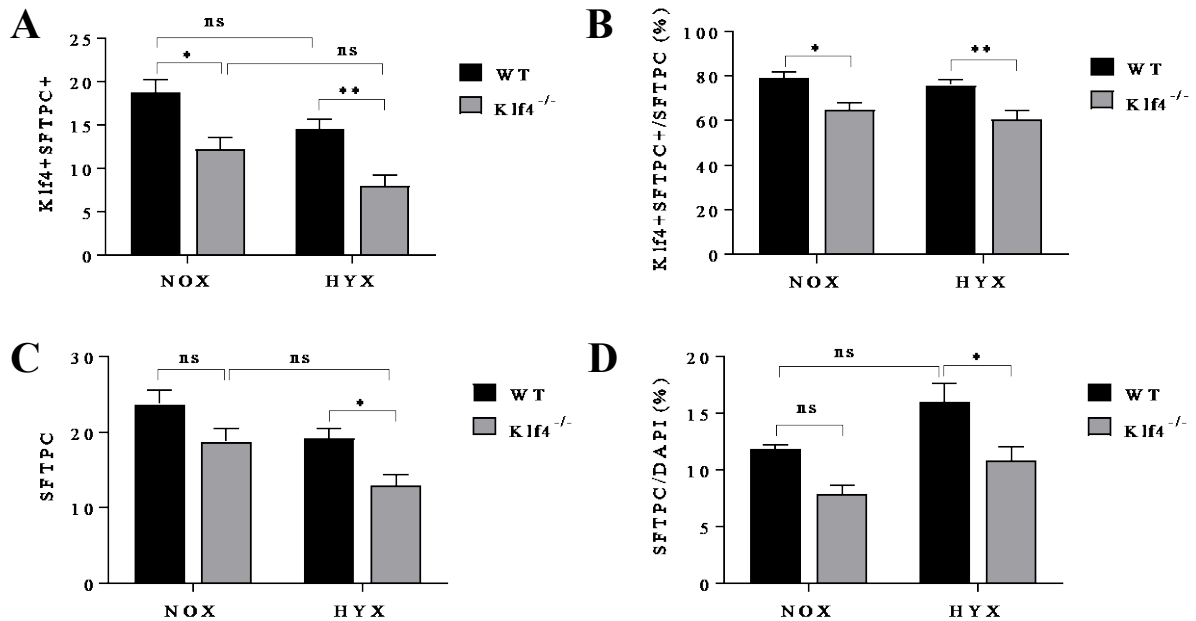 A
ns
ns
*
**
Klf4+SFTPC+
25
20
15
10
5
0
NOX
HYX
WT
Klf4-/-
B
*
**
Klf4+SFTPC+/SFTPC (%)
100
80
60
40
20
0
NOX
HYX
WT
Klf4-/-
C
ns
ns
*
SFTPC
30
20
10
0
NOX
HYX
WT
Klf4-/-
D
ns
*
ns
SFTPC/DAPI (%)
20
15
10
5
0
NOX
HYX
WT
Klf4-/-